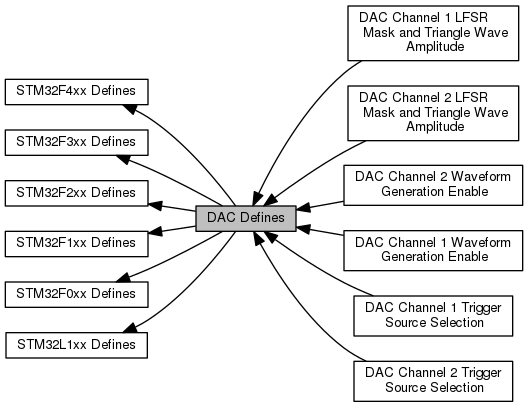 STM32F4xx Defines
STM32F3xx Defines
STM32F2xx Defines
STM32F1xx Defines
STM32F0xx Defines
STM32L1xx Defines
DAC Defines
DAC Channel 1 LFSR
Mask and Triangle Wave
Amplitude
DAC Channel 2 LFSR
Mask and Triangle Wave
Amplitude
DAC Channel 2 Waveform
Generation Enable
DAC Channel 1 Waveform
Generation Enable
DAC Channel 1 Trigger
Source Selection
DAC Channel 2 Trigger
Source Selection